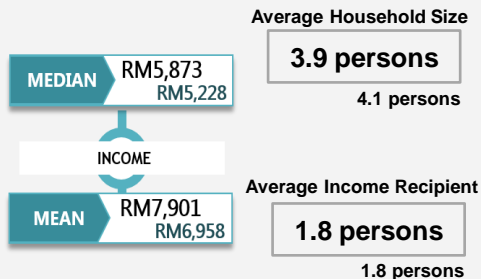 Average Household Size
3.9 persons
4.1 persons
MEDIAN
RM5,873
RM5,228
INCOME
MEAN
RM7,901
RM6,958
Average Income Recipient
1.8 persons
1.8 persons